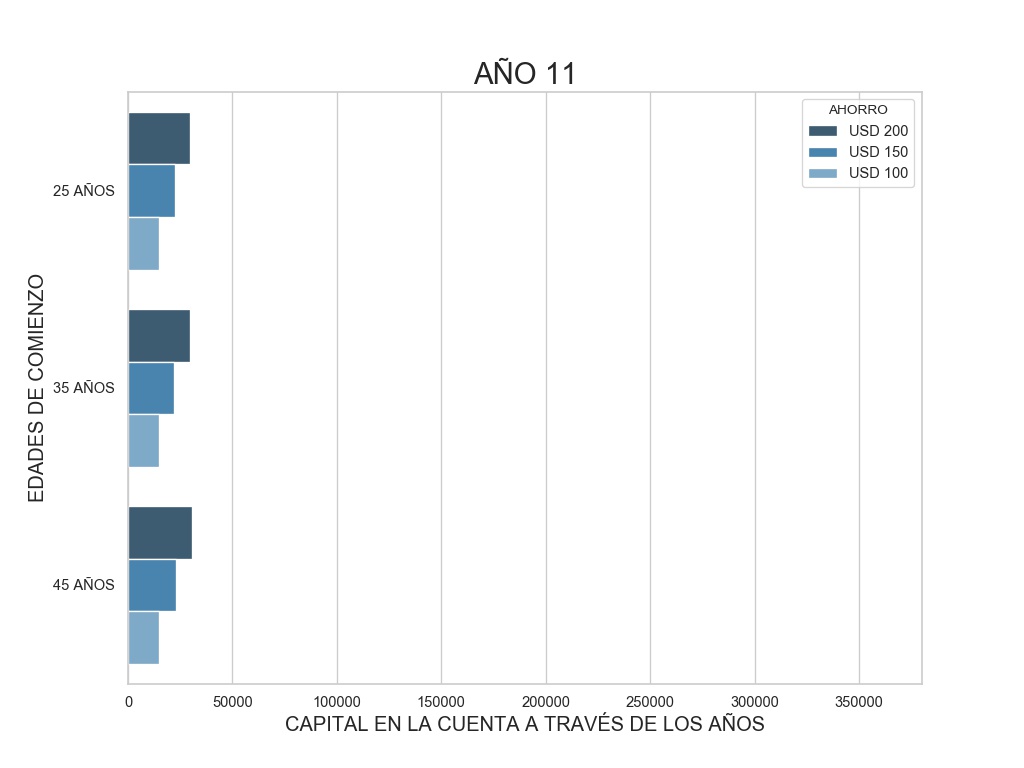 AÑO 11
AHORRO
USD 200
USD 150
USD 100
EDADES DE COMIENZO
25 AÑOS
35 AÑOS
45 AÑOS
0 50000 100000 150000 200000 250000 300000 350000
CAPITAL EN LA CUENTA A TRAVÉS DE LOS AÑOS